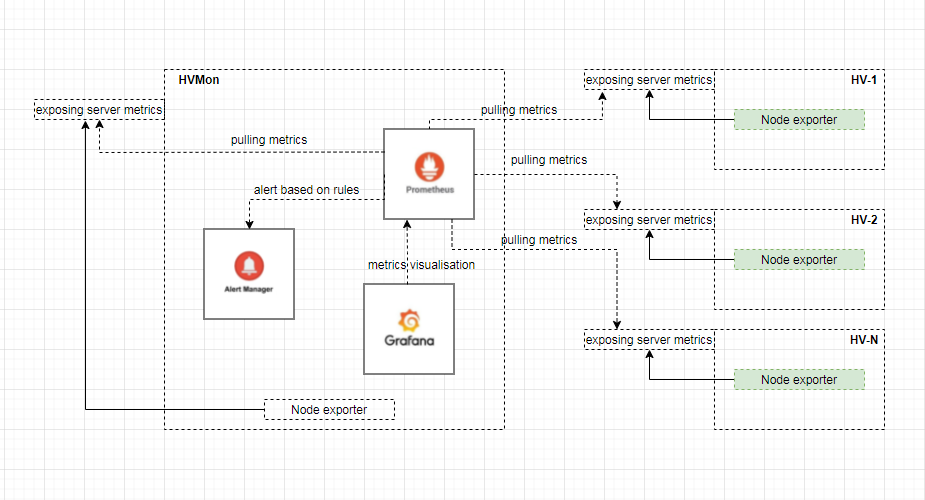 HVMon
exposing server metrics
pulling metrics
alert based on rules
Prometheus
Alert Manager
metrics visualisation
Grafana
Node exporter
pulling metrics
pulling metrics
pulling metrics
exposing server metrics
HV-1
Node exporter
exposing server metrics
HV-2
Node exporter
exposing server metrics
HV-N
Node exporter